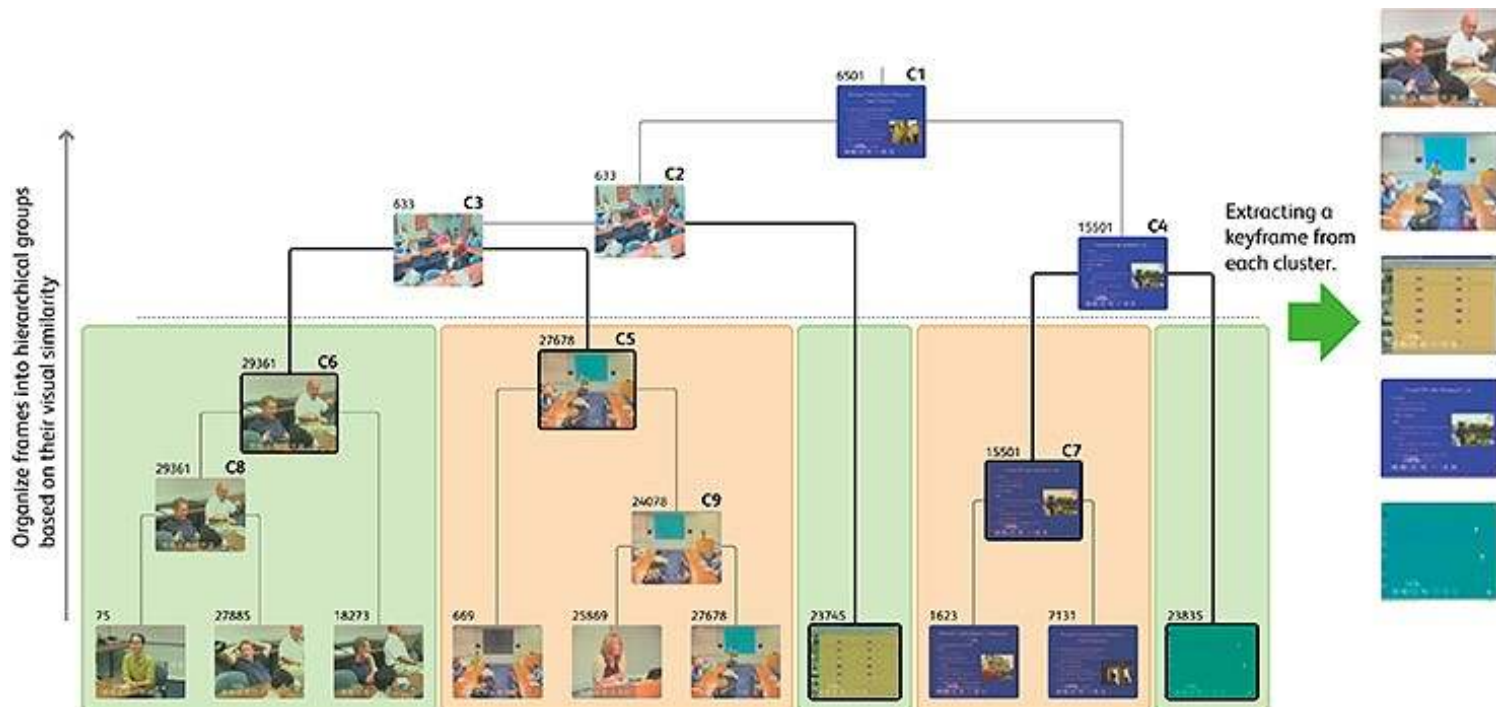 6501 C1
633 C2
633 C3
15501 C4
Extracting a
keyframe from
each cluster.
Organize frames into hierarchical groups
based on their visual similarity
27678 C5
29361 C6
15501 C7
29361 C8
24078 C9
75
27885
18273
669
25869
27678
23745
1623
7131
23835